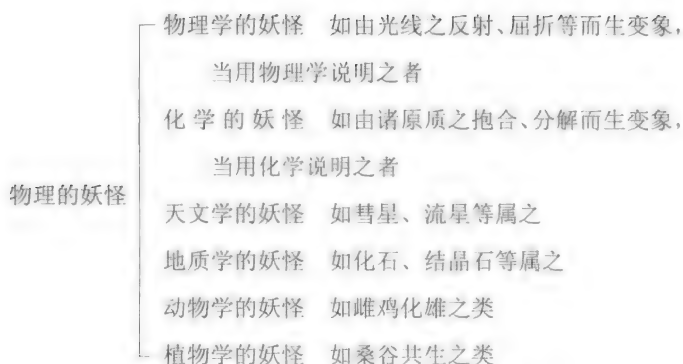 物理学的妖怪 如由光线之反射、屈折等而生变象,
当用物理学说明之者
化学的妖怪 如由诸原质之抱合、分解而生变象,
当用化学说明之者
物理的妖怪
天文学的妖怪 如彗星、流星等属之
地质学的妖怪 如化石、结晶石等属之
动物学的妖怪 如雌鸡化雄之类
植物学的妖怪 如桑谷共生之类